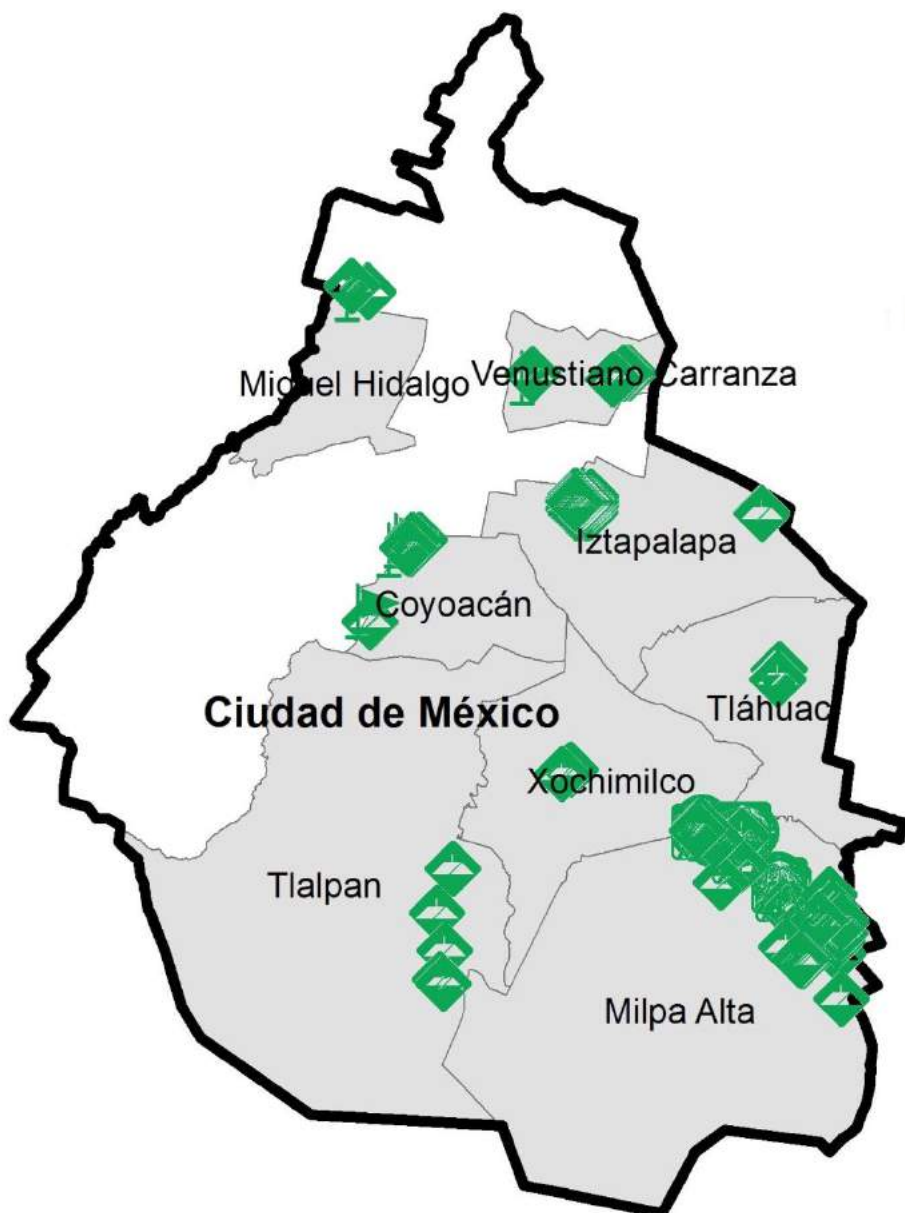 Miguel Hidalgo
Venustiano Carranza
Iztapalapa
Coyoacán
Ciudad de México
Tláhuac
Xochimilco
Tlalpan
Milpa Alta